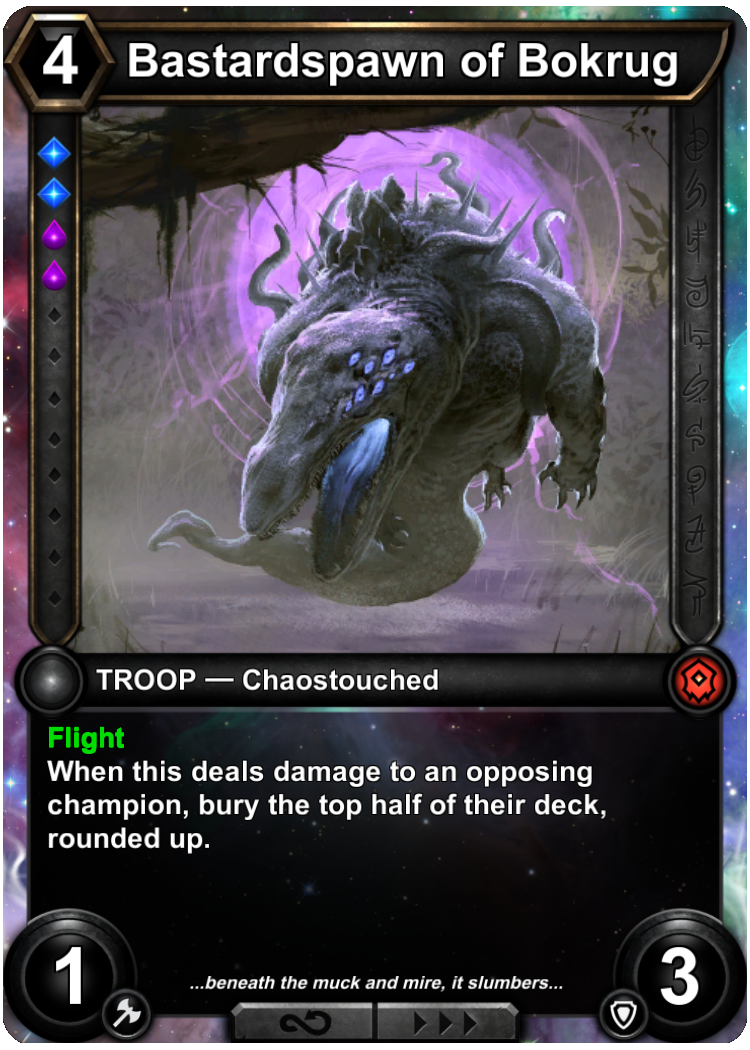 4
Bastardspawn of Bokrug
TROOP — Chaostouched
Flight
When this deals damage to an opposing
champion, bury the top half of their deck,
rounded up.
...beneath the muck and mire, it slumbers...
1
3